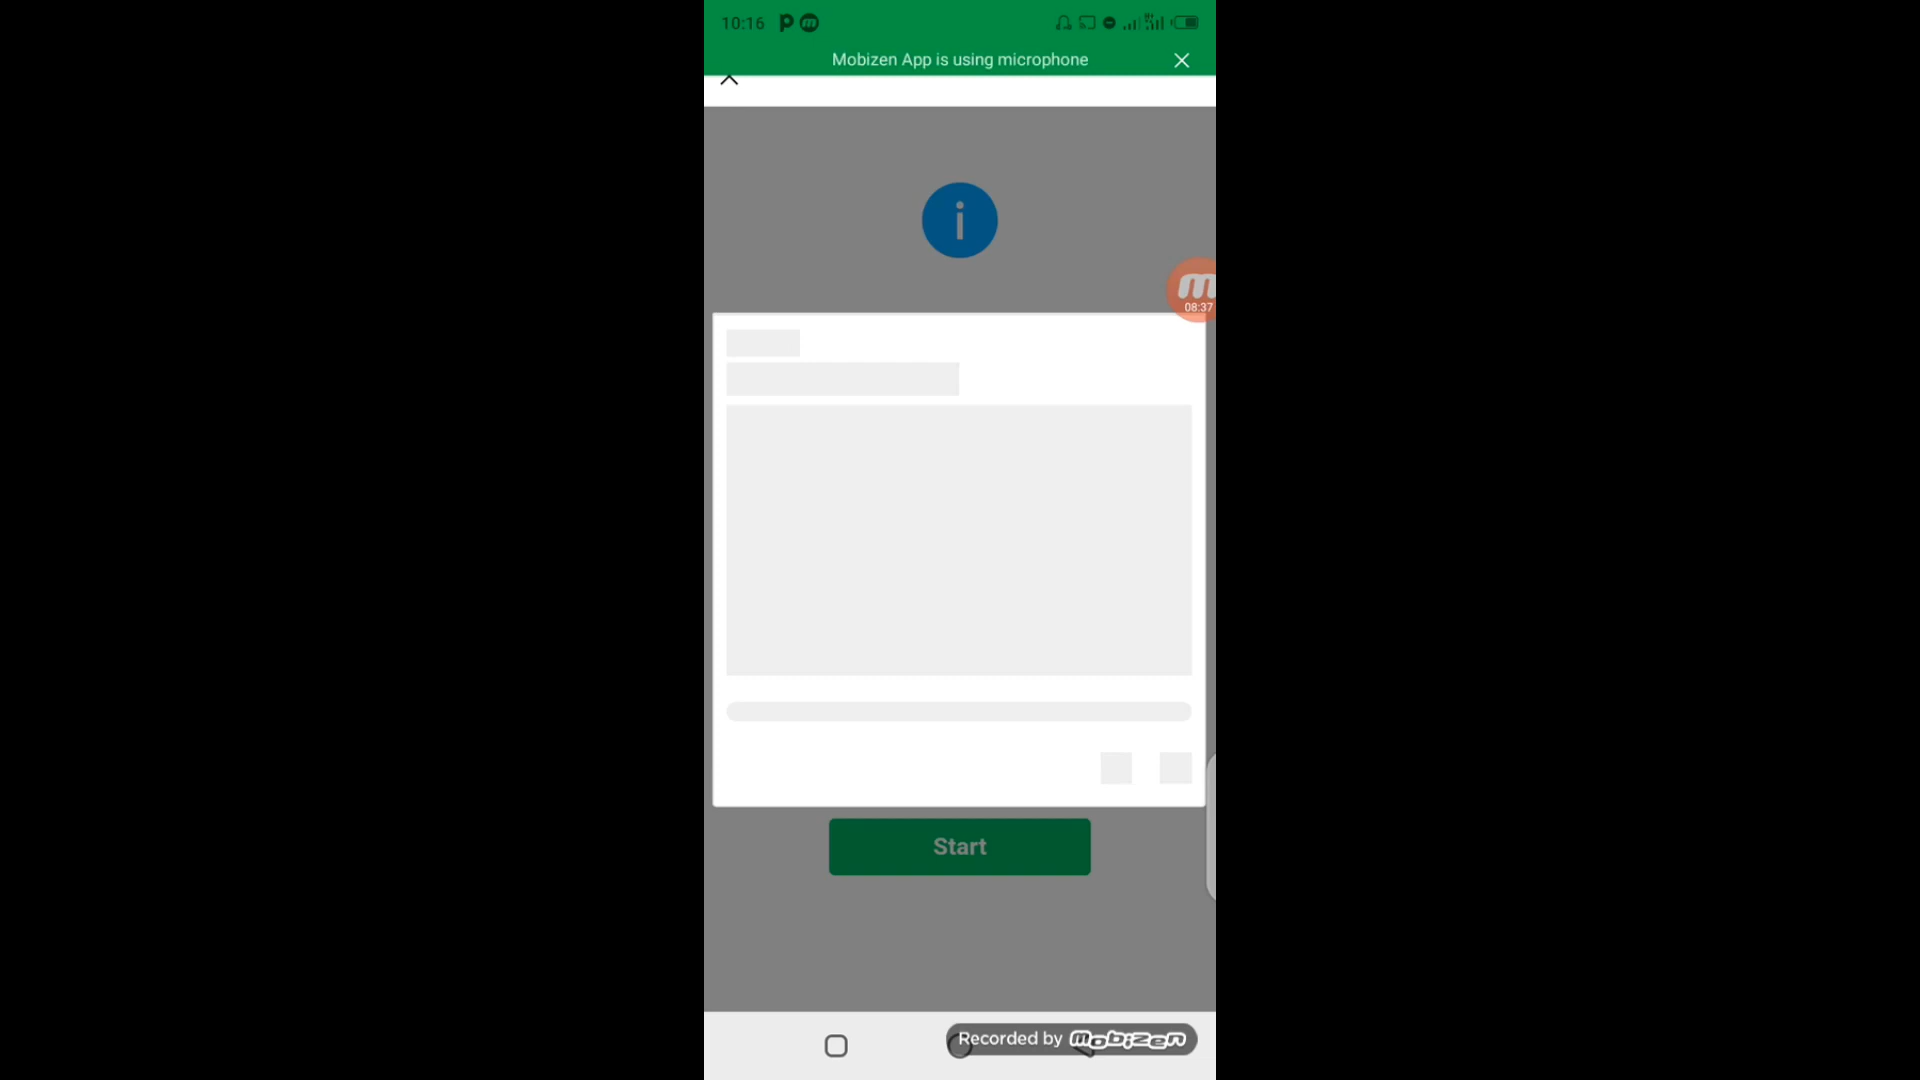 10:16
Mobizen App is using microphone
i
m
08:37
Start
Recorded by mobizen